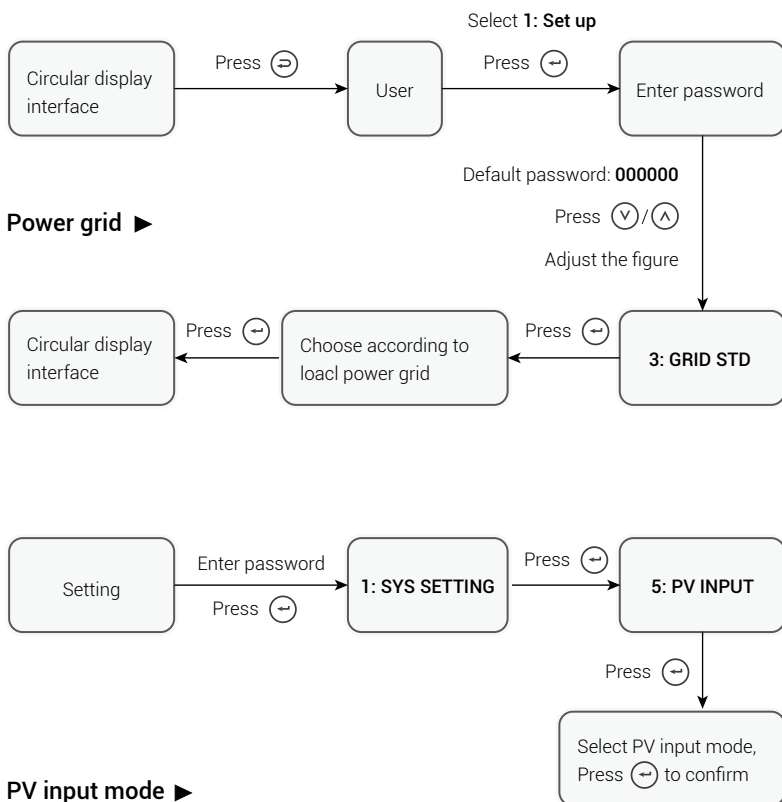 Select 1: Set up
Circular display
interface
Press
User
Press
Enter password
Default password: 000000
Press /
Adjust the figure
Power grid ►
Circular display
interface
Press
Choose according to
loacl power grid
Press
3: GRID STD
Setting
Enter password
Press
1: SYS SETTING
Press
5: PV INPUT
Press
Select PV input mode,
Press to confirm
PV input mode ►